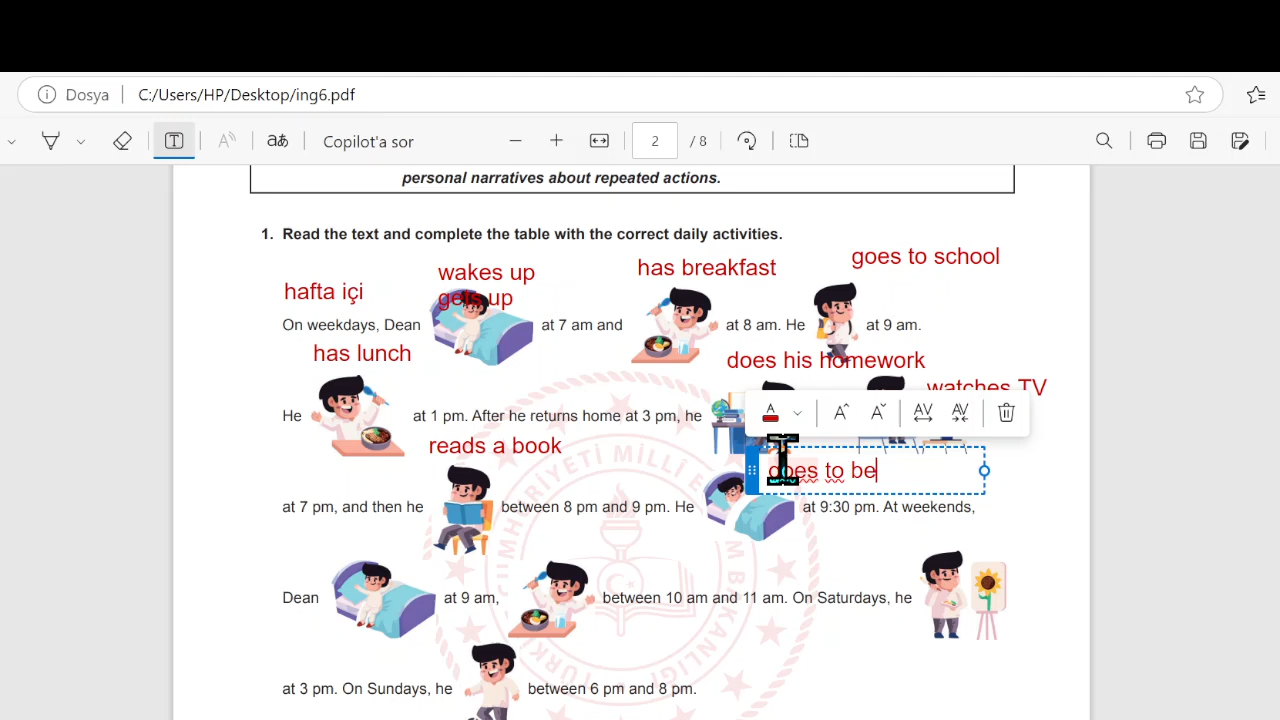 Dosya C:/Users/HP/Desktop/ing6.pdf
aあ Copilot'a sor 2 / 8
personal narratives about repeated actions.
1. Read the text and complete the table with the correct daily activities.
goes to school
has breakfast
wakes up
hafta içi
gets up
On weekdays, Dean at 7 am and at 8 am. He at 9 am.
has lunch
does his homework
watches TV
He at 1 pm. After he returns home at 3 pm, he
reads a book
goes to be
at 7 pm, and then he between 8 pm and 9 pm. He at 9:30 pm. At weekends,
Dean at 9 am, between 10 am and 11 am. On Saturdays, he
at 3 pm. On Sundays, he between 6 pm and 8 pm.